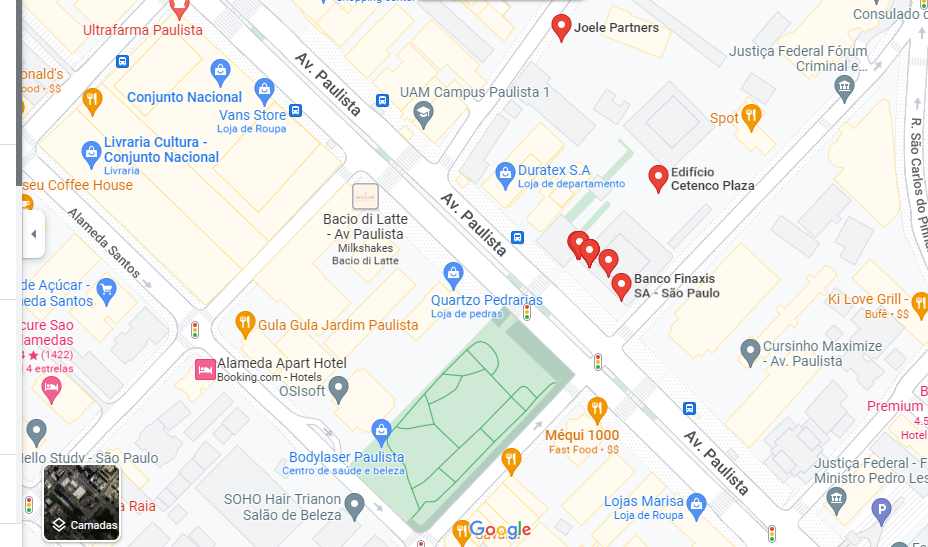 Shopping Center
Ultrafarma Paulista
Joele Partners
Consulado
Justiça Federal Fórum
Criminal e...
Av. Paulista
onald's
ood • $$
Conjunto Nacional
Vans Store
Loja de Roupa
UAM Campus Paulista 1
Spot
Livraria Cultura -
Conjunto Nacional
Livraria
seu Coffee House
Duratex S.A
Loja de departamento
Edifício
Cetenco Plaza
R. São Carlos do Pinhal
Alameda Santos
Bacio di Latte
- Av Paulista
Milkshakes
Bacio di Latte
Av. Paulista
de Açúcar -
meda Santos
Quartzo Pedrarias
Loja de pedras
Banco Finaxis
SA - São Paulo
Ki Love Grill -
Bufê • $$
cure Sao
lamedas
4 ★ (1422)
4 estrelas
Gula Gula Jardim Paulista
Alameda Apart Hotel
Booking.com - Hotels
OSIsoft
Cursinho Maximize
- Av. Paulista
Premium
4.5
Hotel
Méqui 1000
Fast Food • $$
Av. Paulista
Hello Study - São Paulo
Bodylaser Paulista
Centro de saúde e beleza
Justiça Federal - F
Ministro Pedro Les
a Raia
SOHO Hair Trianon
Salão de Beleza
Lojas Marisa
Loja de Roupa
P
Camadas
Google